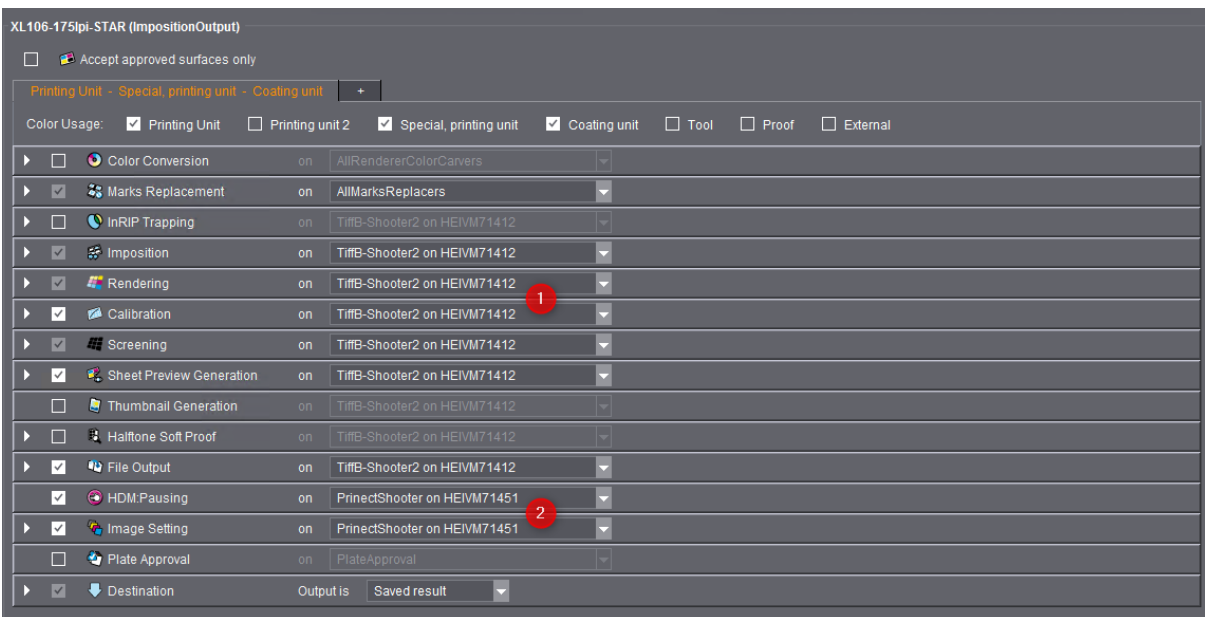 XL106-175lpi-STAR (ImpositionOutput)
Accept approved surfaces only
Printing Unit - Special, printing unit - Coating unit +
Color Usage: Printing Unit Printing unit 2 Special, printing unit Coating unit Tool Proof External
Color Conversion on AllRendererColorCarvers
Marks Replacement on AllMarksReplacers
InRIP Trapping on TiffB-Shooter2 on HEIVM71412
Imposition on TiffB-Shooter2 on HEIVM71412
Rendering on TiffB-Shooter2 on HEIVM71412
1
Calibration on TiffB-Shooter2 on HEIVM71412
Screening on TiffB-Shooter2 on HEIVM71412
Sheet Preview Generation on TiffB-Shooter2 on HEIVM71412
Thumbnail Generation on TiffB-Shooter2 on HEIVM71412
Halftone Soft Proof on TiffB-Shooter2 on HEIVM71412
File Output on TiffB-Shooter2 on HEIVM71412
HDM:Pausing on PrinectShooter on HEIVM71451
2
Image Setting on PrinectShooter on HEIVM71451
Plate Approval on PlateApproval
Destination Output is Saved result